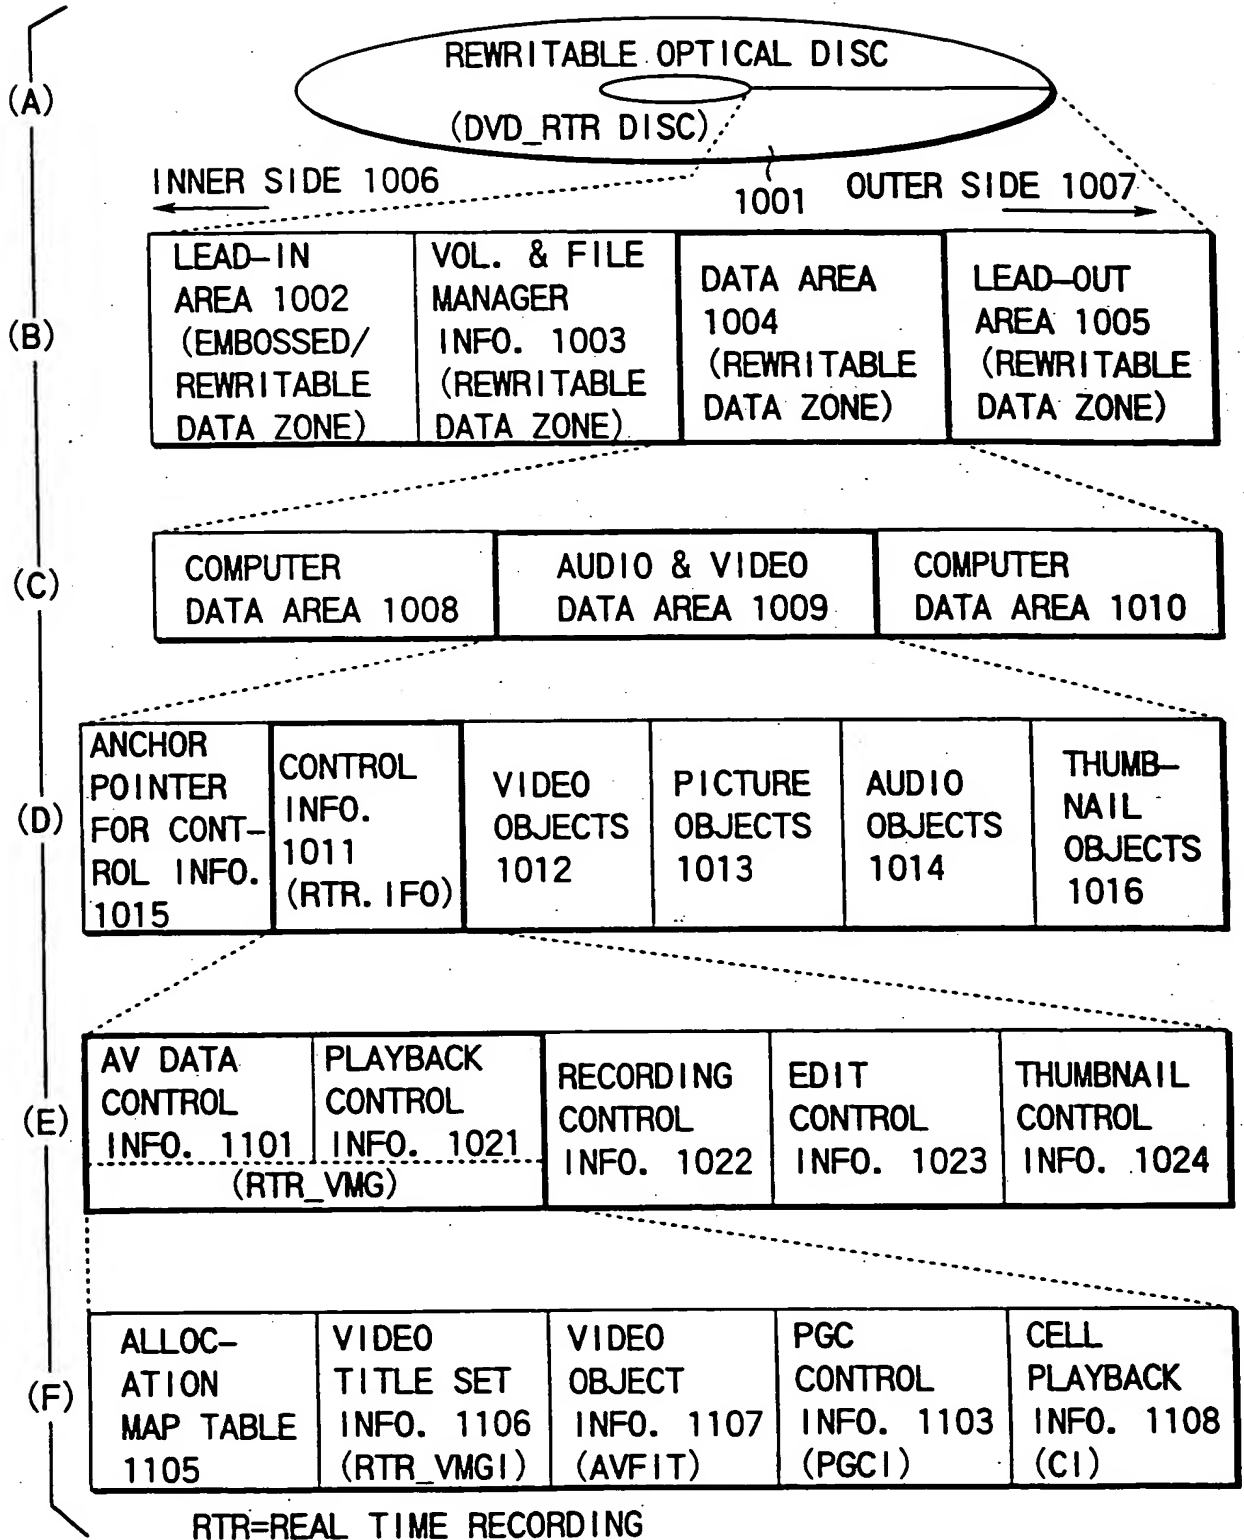 REWRITABLE OPTICAL DISC
(A)
(DVD_RTR DISC)
INNER SIDE 1006
1001
OUTER SIDE 1007
(B)
LEAD-IN
AREA 1002
(EMBOSSED/
REWRITABLE
DATA ZONE)
VOL. & FILE
MANAGER
INFO. 1003
(REWRITABLE
DATA ZONE)
DATA AREA
1004
(REWRITABLE
DATA ZONE)
LEAD-OUT
AREA 1005
(REWRITABLE
DATA ZONE)
(C)
COMPUTER
DATA AREA 1008
AUDIO & VIDEO
DATA AREA 1009
COMPUTER
DATA AREA 1010
(D)
ANCHOR
POINTER
FOR CONT-
ROL INFO.
1015
CONTROL
INFO.
1011
(RTR.IFO)
VIDEO
OBJECTS
1012
PICTURE
OBJECTS
1013
AUDIO
OBJECTS
1014
THUMB-
NAIL
OBJECTS
1016
(E)
AV DATA
CONTROL
INFO. 1101
PLAYBACK
CONTROL
INFO. 1021
(RTR_VMG)
RECORDING
CONTROL
INFO. 1022
EDIT
CONTROL
INFO. 1023
THUMBNAIL
CONTROL
INFO. 1024
(F)
ALLOC-
ATION
MAP TABLE
1105
VIDEO
TITLE SET
INFO. 1106
(RTR_VMGI)
VIDEO
OBJECT
INFO. 1107
(AVFIT)
PGC
CONTROL
INFO. 1103
(PGCI)
CELL
PLAYBACK
INFO. 1108
(CI)
RTR=REAL TIME RECORDING